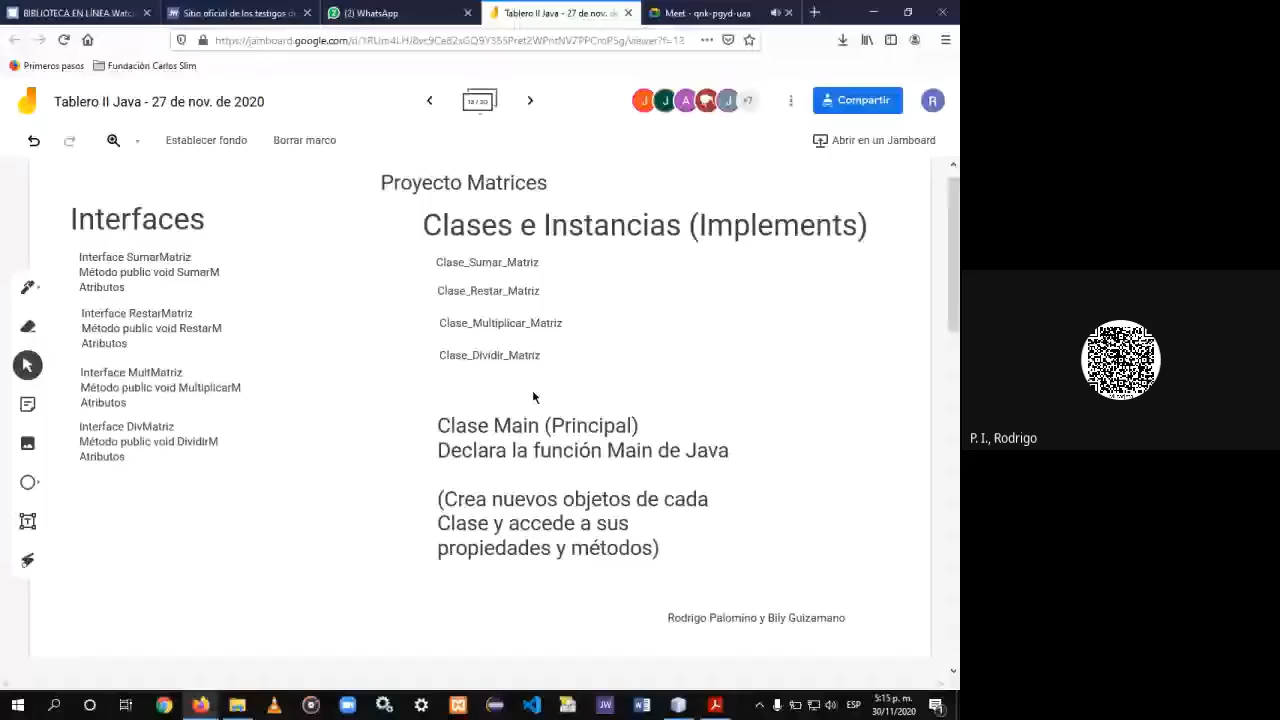 BIBLIOTECA EN LÍNEA Watc
Sitio oficial de los testigos d
(2) WhatsApp
Tablero II Java - 27 de nov. de
Meet - qnk-pgyd-uaa
Primeros pasos
Fundación Carlos Slim
Tablero II Java - 27 de nov. de 2020
+7
Compartir
R
Establecer fondo
Borrar marco
Abrir en un Jamboard
Proyecto Matrices
Interfaces
Interface SumarMatriz
Método public void SumarM
Atributos
Interface RestarMatriz
Método public void RestarM
Atributos
Interface MultMatriz
Método public void MultiplicarM
Atributos
Interface DivMatriz
Método public void DividirM
Atributos
Clases e Instancias (Implements)
Clase_Sumar_Matriz
Clase_Restar_Matriz
Clase_Multiplicar_Matriz
Clase_Dividir_Matriz
Clase Main (Principal)
Declara la función Main de Java
(Crea nuevos objetos de cada
Clase y accede a sus
propiedades y métodos)
Rodrigo Palomino y Bily Guizamano
P. I., Rodrigo
ESP
5:15 p. m.
30/11/2020